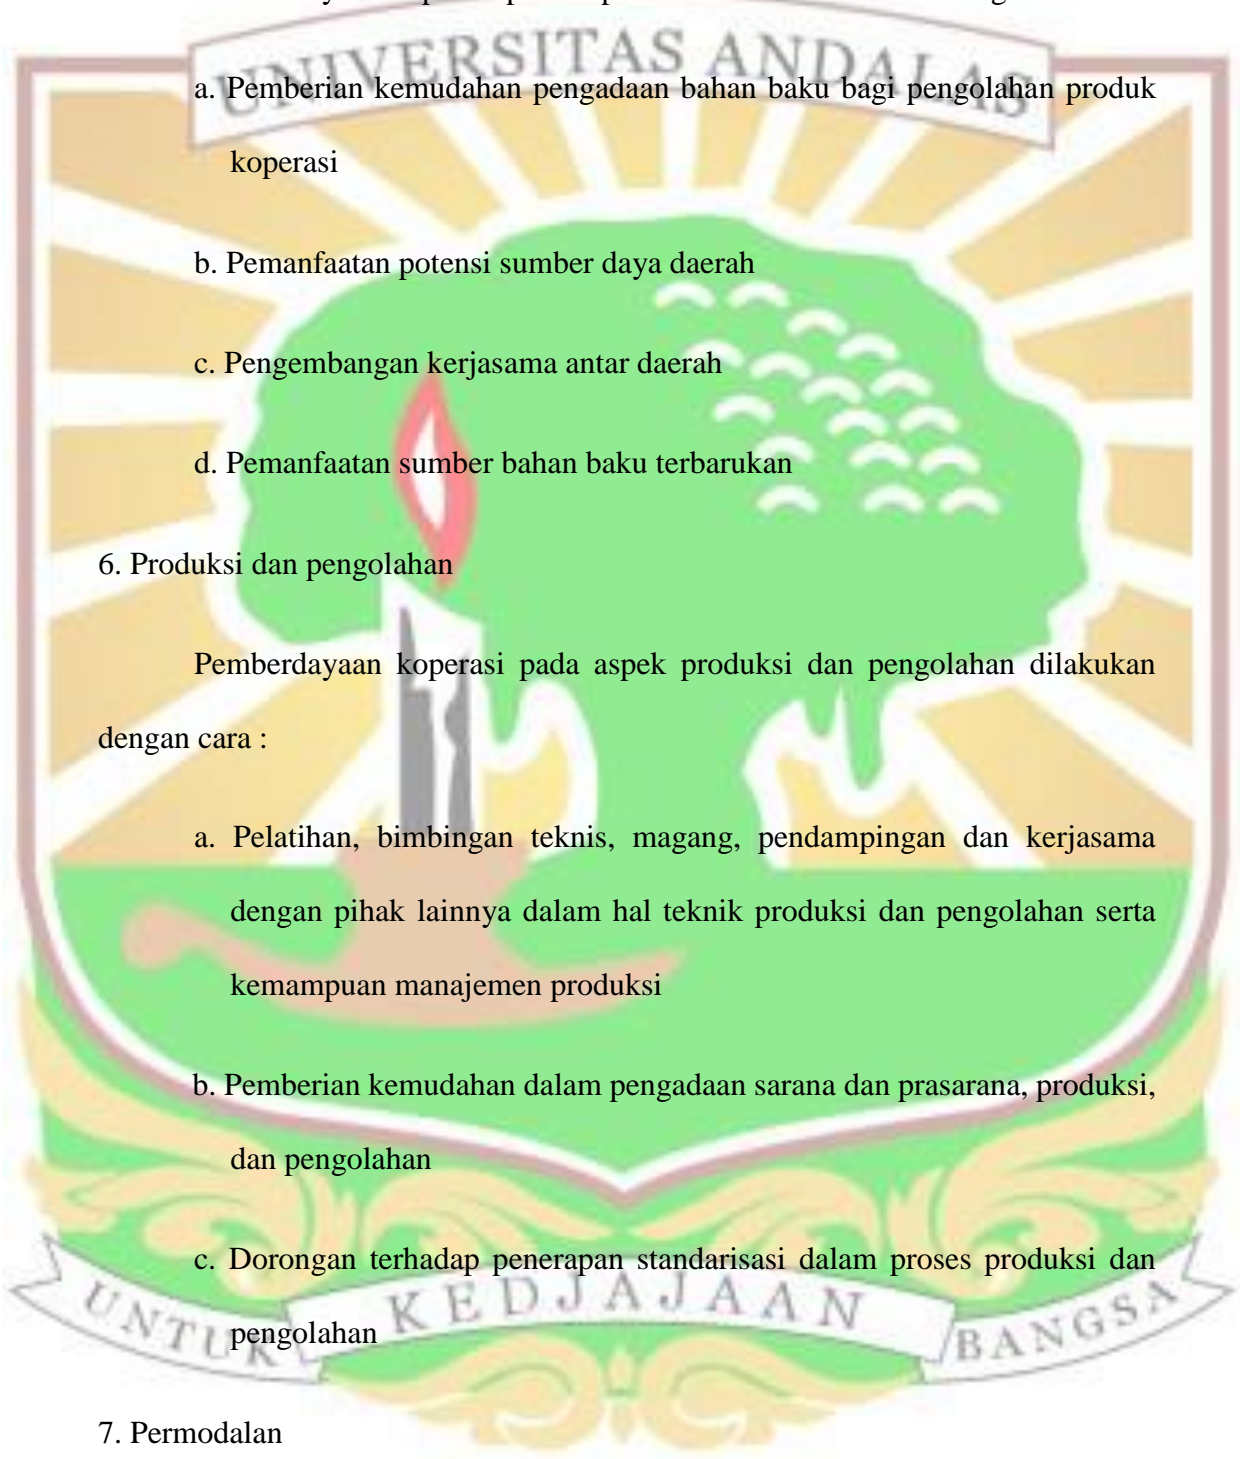 UNIVERSITAS ANDALAS
a. Pemberian kemudahan pengadaan bahan baku bagi pengolahan produk
koperasi
b. Pemanfaatan potensi sumber daya daerah
c. Pengembangan kerjasama antar daerah
d. Pemanfaatan sumber bahan baku terbarukan
6. Produksi dan pengolahan
Pemberdayaan koperasi pada aspek produksi dan pengolahan dilakukan
dengan cara :
a. Pelatihan, bimbingan teknis, magang, pendampingan dan kerjasama
dengan pihak lainnya dalam hal teknik produksi dan pengolahan serta
kemampuan manajemen produksi
b. Pemberian kemudahan dalam pengadaan sarana dan prasarana, produksi,
dan pengolahan
c. Dorongan terhadap penerapan standarisasi dalam proses produksi dan
pengolahan
UNTUK KEDJAJAAN BANGSA
7. Permodalan